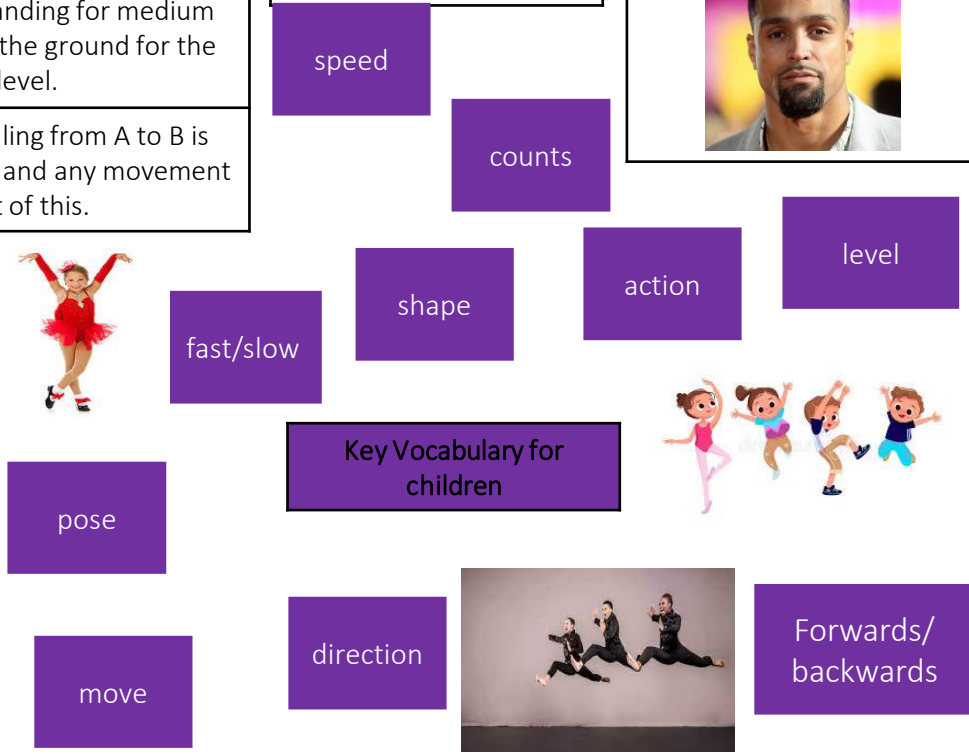 anding for medium
the ground for the
level.
ling from A to B is
and any movement
of this.
speed
counts
level
action
shape
fast/slow
Key Vocabulary for
children
pose
direction
Forwards/
backwards
move